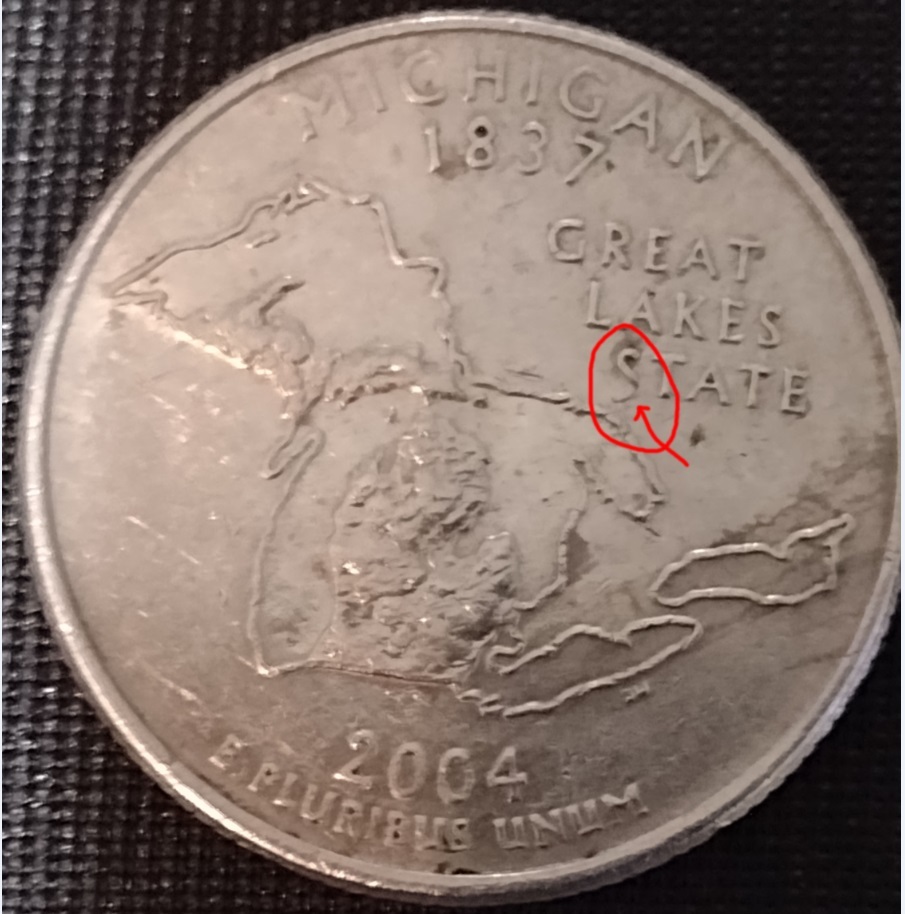 MICHIGAN
1837
GREAT
LAKES
STATE
2004
E PLURIBUS UNUM